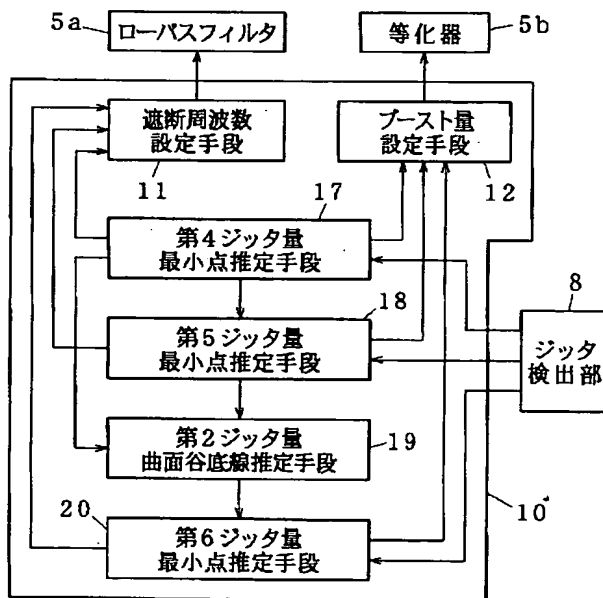 5a
ローパスフィルタ
等化器
5b
遮断周波数
設定手段
ブースト量
設定手段
11
12
17
第4ジッタ量
最小点推定手段
18
8
第5ジッタ量
最小点推定手段
ジッタ
検出部
第2ジッタ量
曲面谷底線推定手段
19
20
第6ジッタ量
最小点推定手段
10